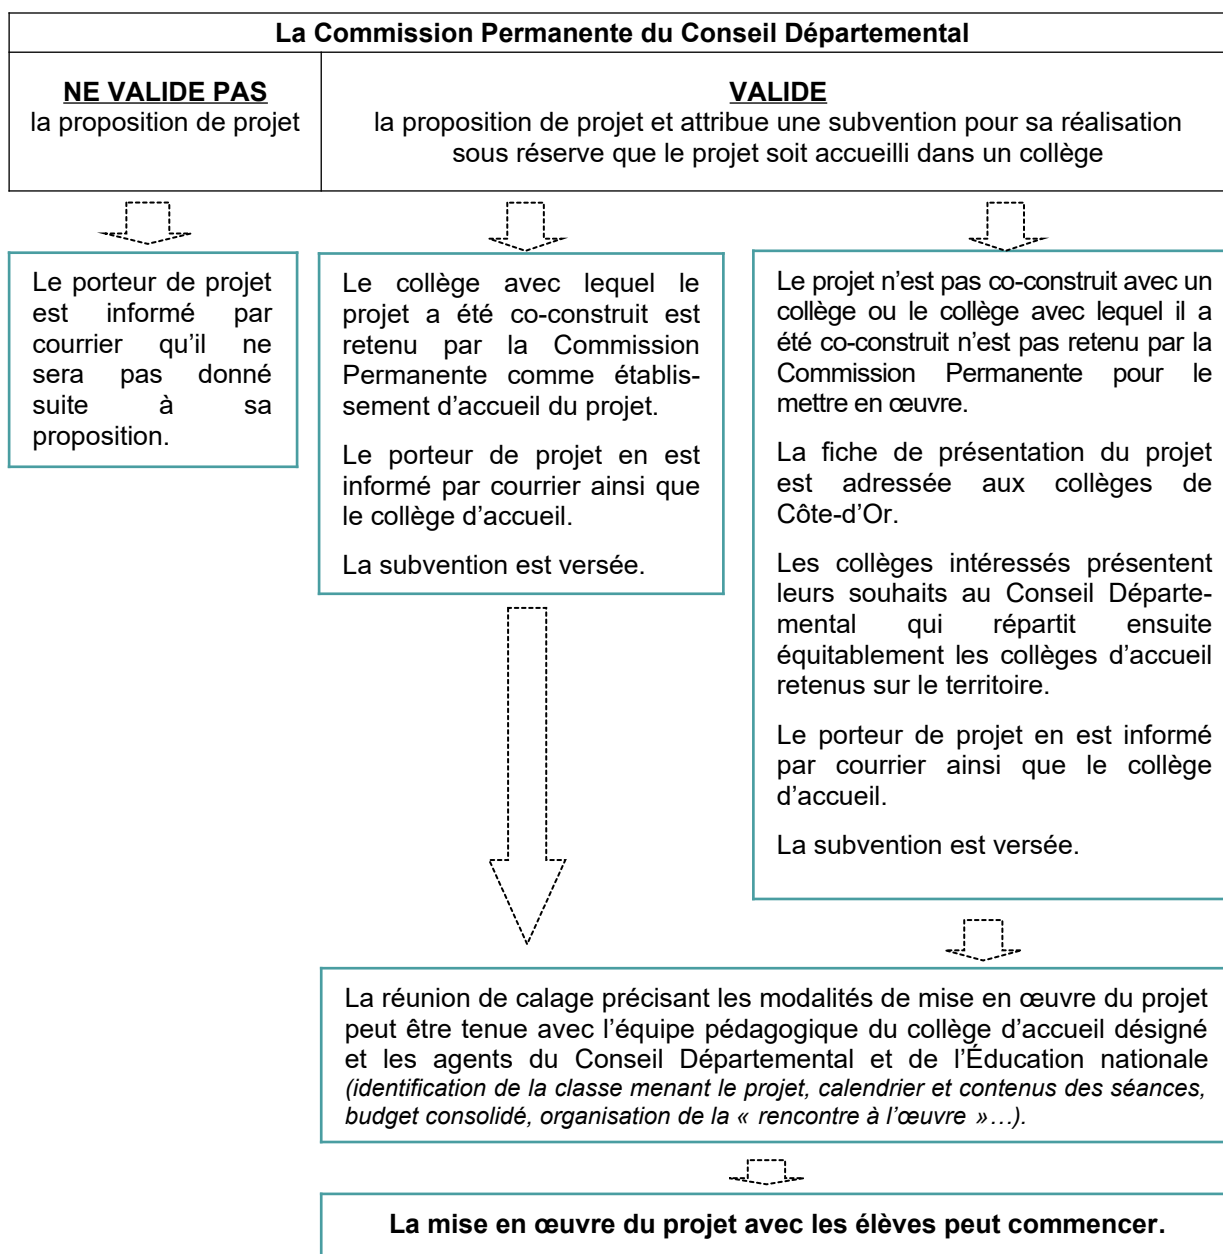 La Commission Permanente du Conseil Départemental
NE VALIDE PAS
la proposition de projet
VALIDE
la proposition de projet et attribue une subvention pour sa réalisation
sous réserve que le projet soit accueilli dans un collège
Le porteur de projet
est informé par
courrier qu’il ne
sera pas donné
suite à sa
proposition.
Le collège avec lequel le
projet a été co-construit est
retenu par la Commission
Permanente comme établis-
sement d’accueil du projet.
Le porteur de projet en est
informé par courrier ainsi que
le collège d’accueil.
La subvention est versée.
Le projet n’est pas co-construit avec un
collège ou le collège avec lequel il a
été co-construit n’est pas retenu par la
Commission Permanente pour le
mettre en œuvre.
La fiche de présentation du projet
est adressée aux collèges de
Côte-d’Or.
Les collèges intéressés présentent
leurs souhaits au Conseil Départe-
mental qui répartit ensuite
équitablement les collèges d’accueil
retenus sur le territoire.
Le porteur de projet en est informé
par courrier ainsi que le collège
d’accueil.
La subvention est versée.
La réunion de calage précisant les modalités de mise en œuvre du projet
peut être tenue avec l’équipe pédagogique du collège d’accueil désigné
et les agents du Conseil Départemental et de l’Éducation nationale
(identification de la classe menant le projet, calendrier et contenus des séances,
budget consolidé, organisation de la « rencontre à l’œuvre »…).
La mise en œuvre du projet avec les élèves peut commencer.